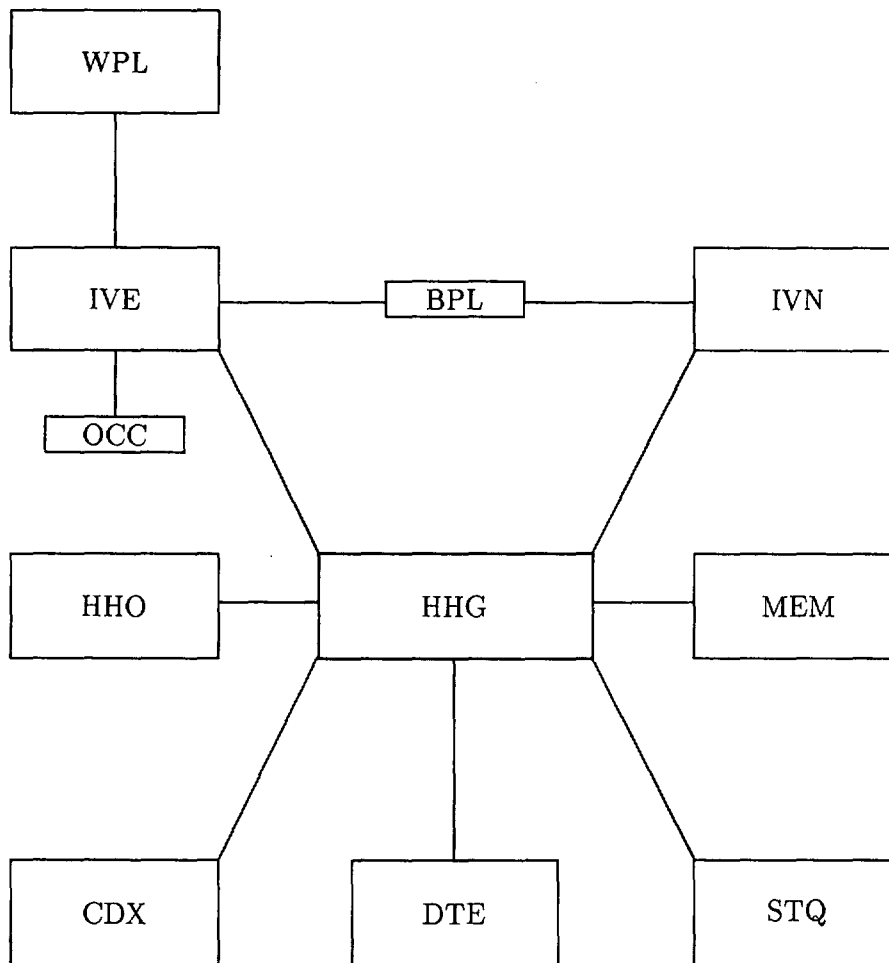 WPL
IVE
BPL
IVN
OCC
HHO
HHG
MEM
CDX
DTE
STQ